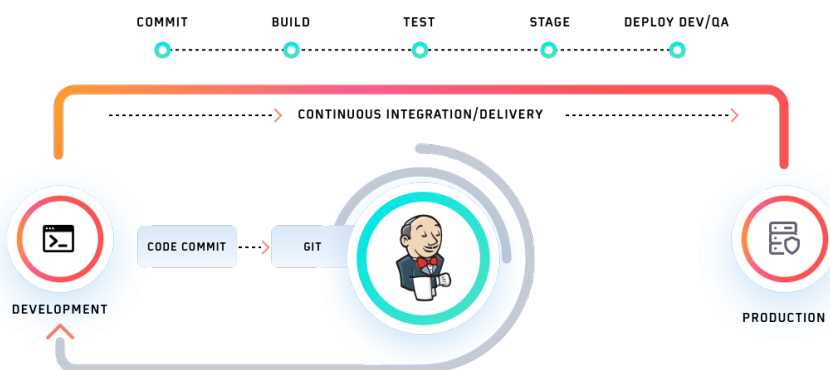 COMMIT
BUILD
TEST
STAGE
DEPLOY DEV/QA
CONTINUOUS INTEGRATION/DELIVERY
CODE COMMIT
GIT
DEVELOPMENT
PRODUCTION